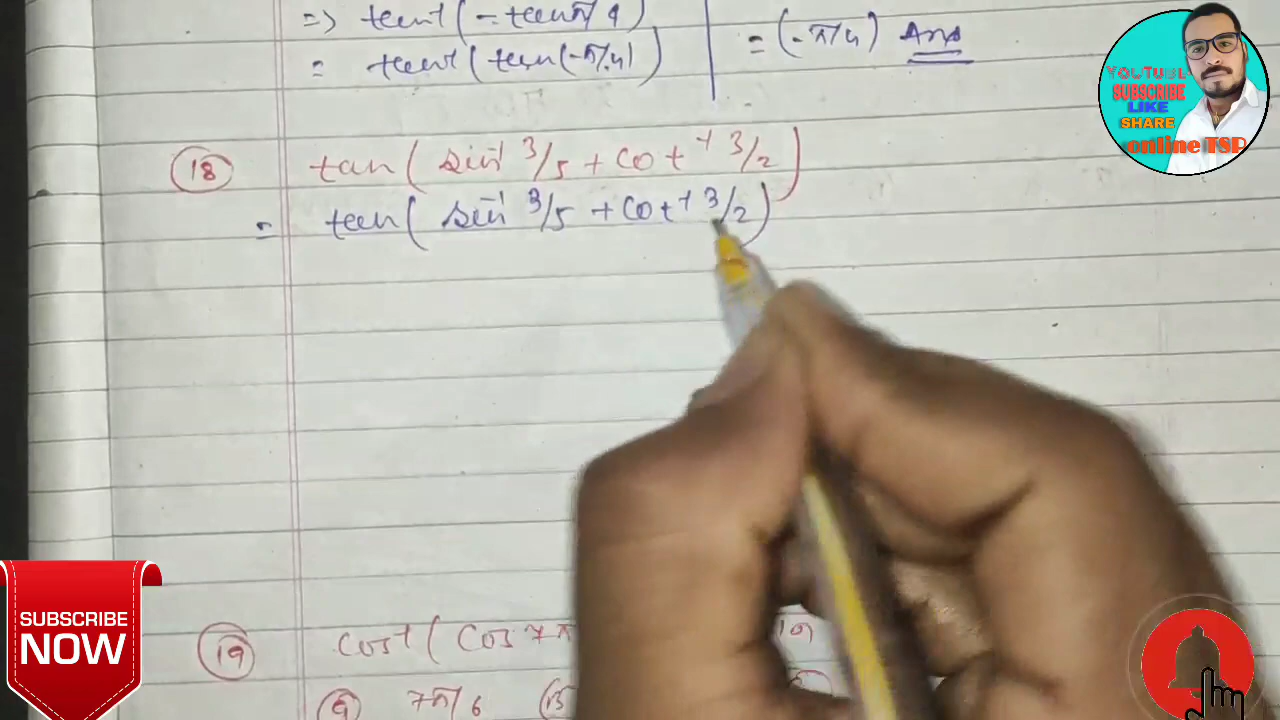 => tan⁻¹(-tan π/4
= tan⁻¹(tan(-π/4))
= (-π/4) Ans
YOUTUBE
SUBSCRIBE
LIKE
SHARE
online TSP
(18) tan( sin⁻¹ 3/5 + cot⁻¹ 3/2 )
= tan( sin⁻¹ 3/5 + cot⁻¹ 3/2 )
(19) cos⁻¹( cos 7π
7π/6
SUBSCRIBE
NOW